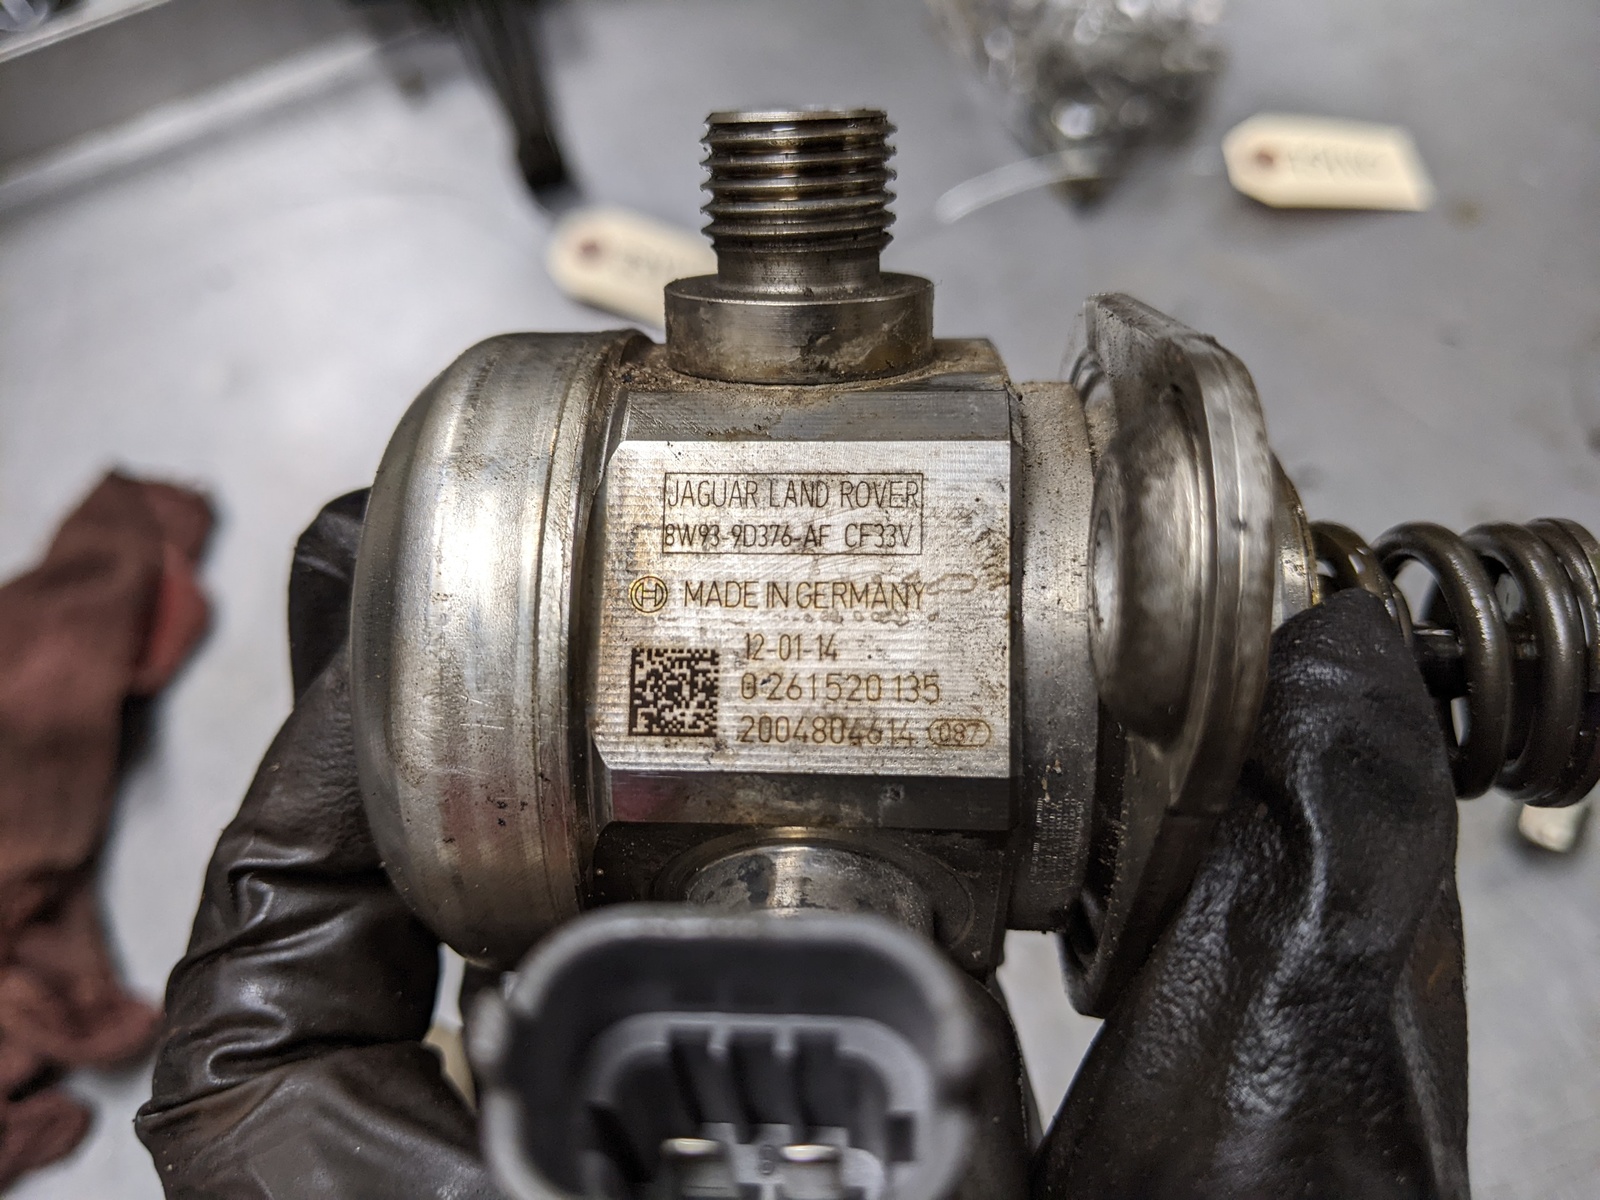 JAGUAR LAND ROVER
8W93-9D376-AF CF33V
MADE IN GERMANY
12-01-14
0 261 520 135
2004804614 087